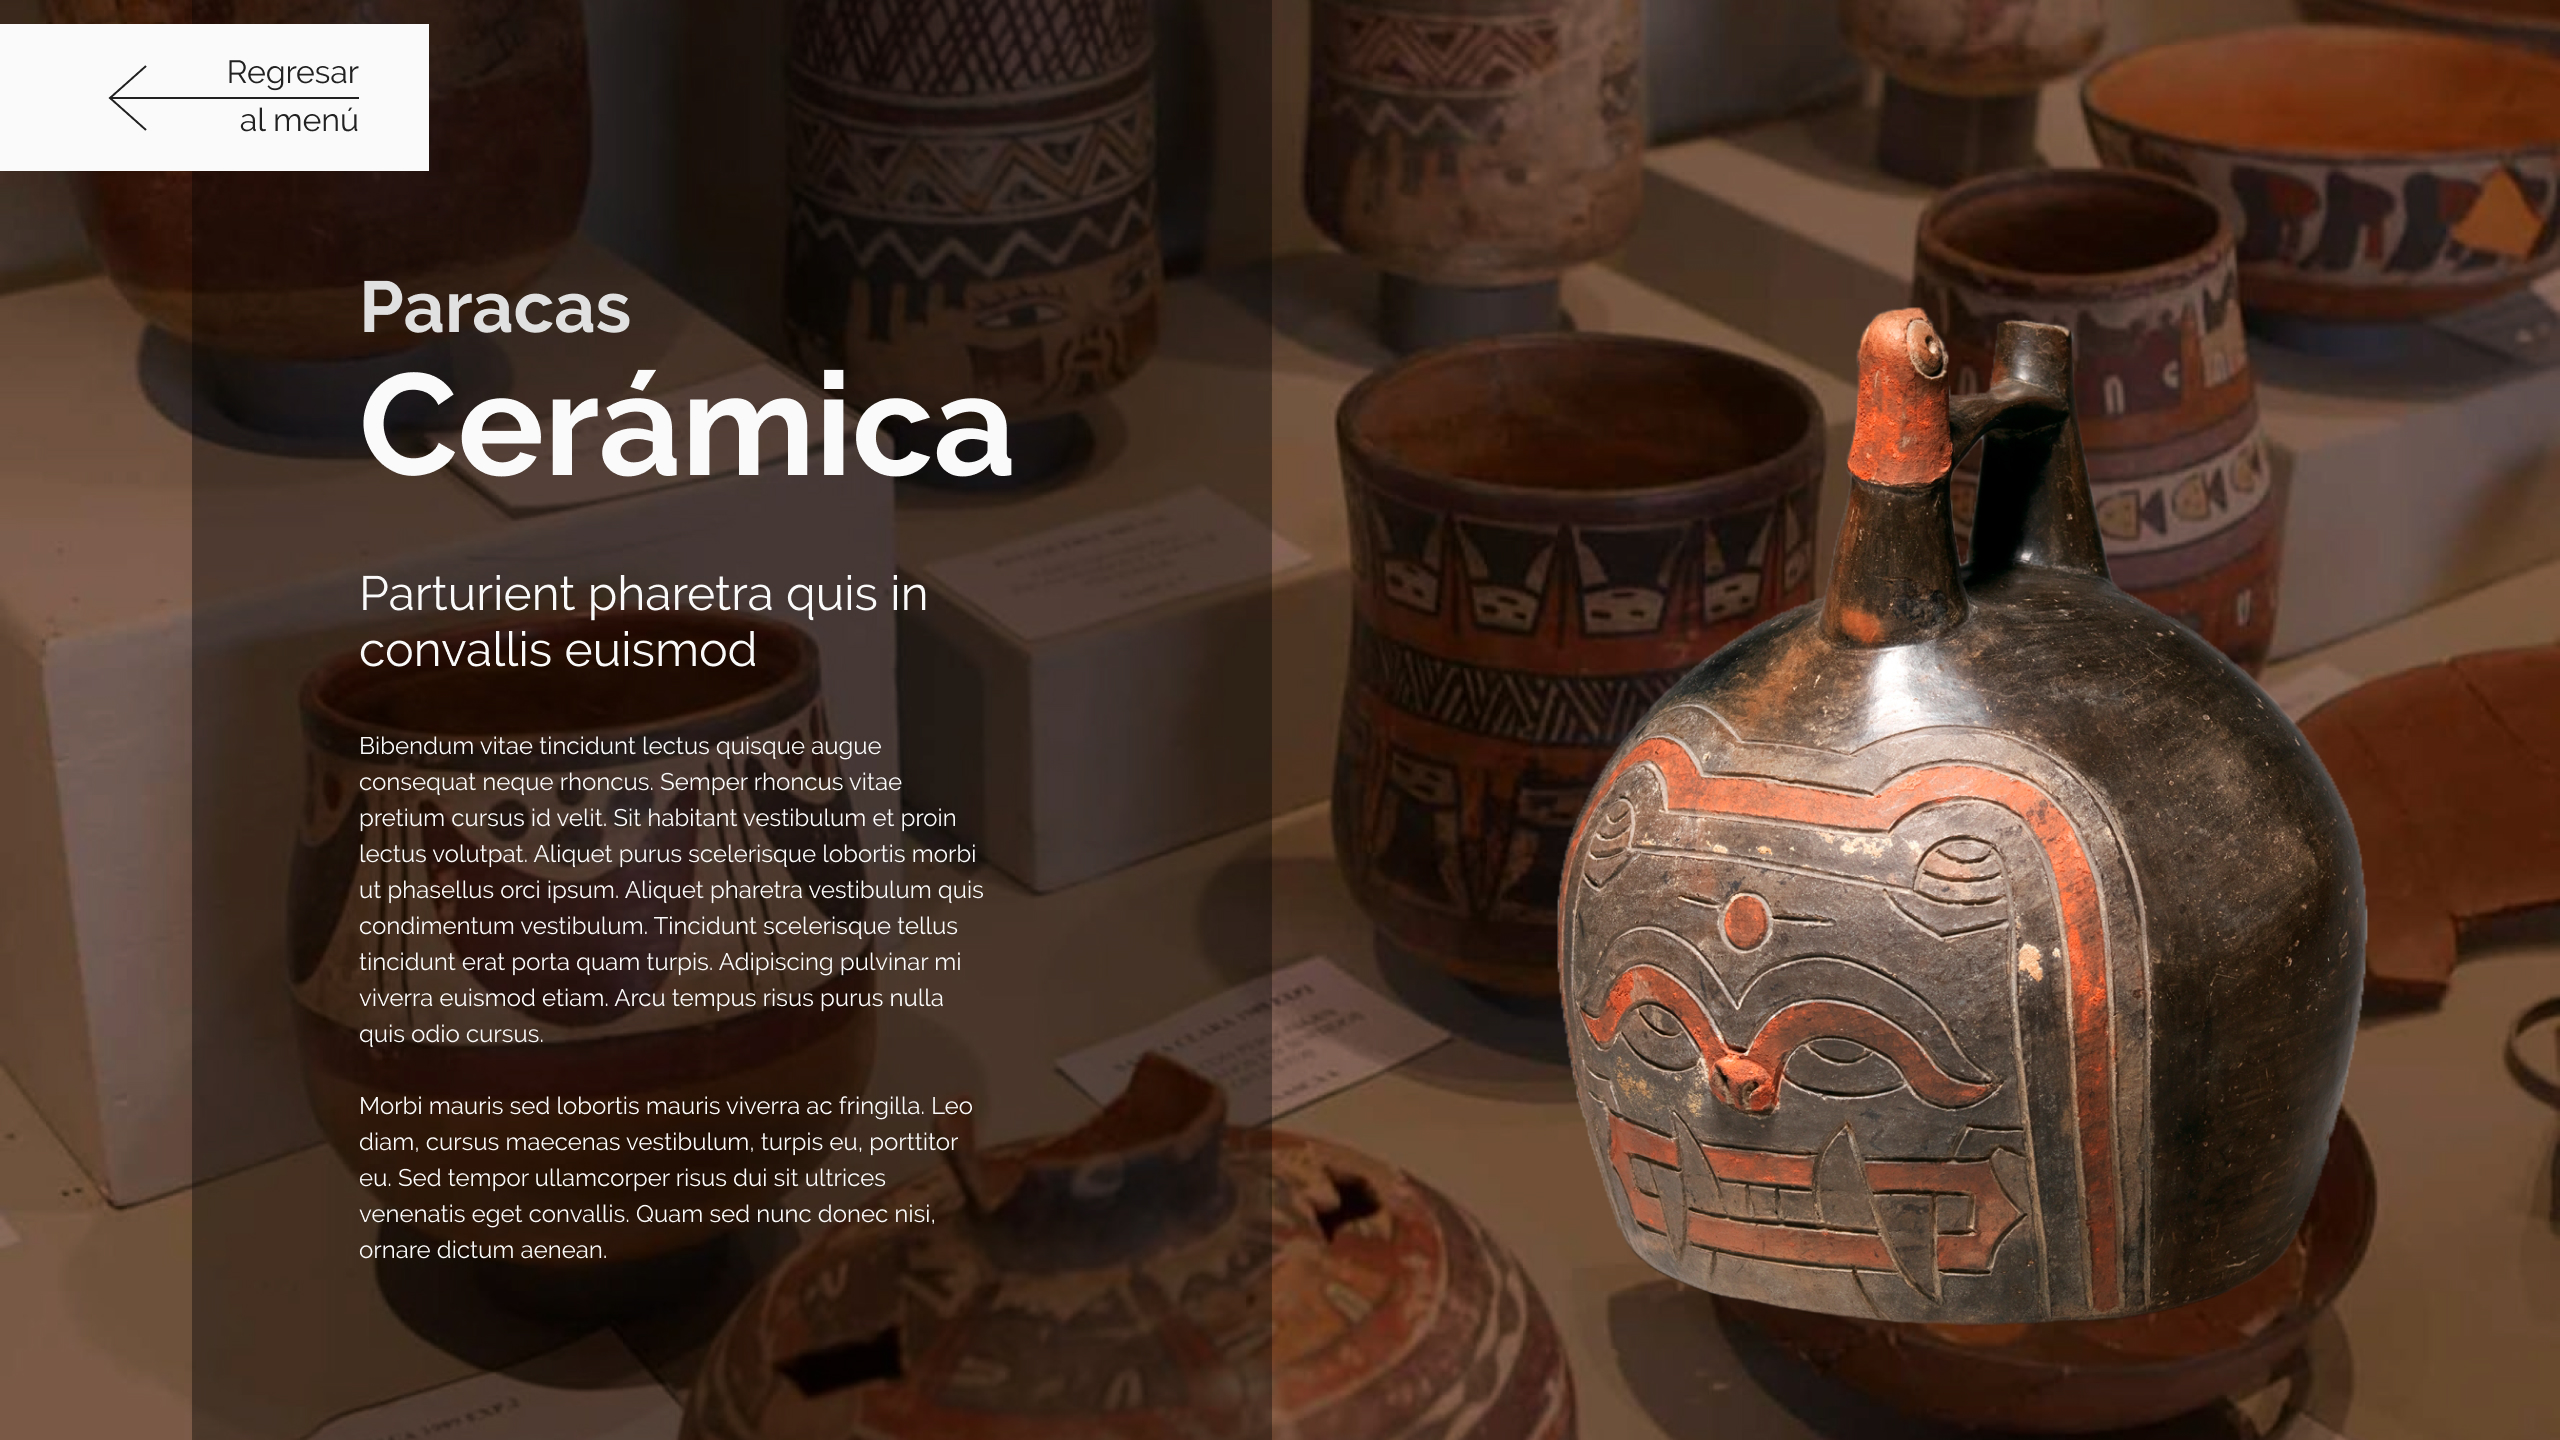 Regresar
al menú
Paracas
Cerámica
Parturient pharetra quis in
convallis euismod
Bibendum vitae tincidunt lectus quisque augue
consequat neque rhoncus. Semper rhoncus vitae
pretium cursus id velit. Sit habitant vestibulum et proin
lectus volutpat. Aliquet purus scelerisque lobortis morbi
ut phasellus orci ipsum. Aliquet pharetra vestibulum quis
condimentum vestibulum. Tincidunt scelerisque tellus
tincidunt erat porta quam turpis. Adipiscing pulvinar mi
viverra euismod etiam. Arcu tempus risus purus nulla
quis odio cursus.
Morbi mauris sed lobortis mauris viverra ac fringilla. Leo
diam, cursus maecenas vestibulum, turpis eu, porttitor
eu. Sed tempor ullamcorper risus dui sit ultrices
venenatis eget convallis. Quam sed nunc donec nisi,
ornare dictum aenean.